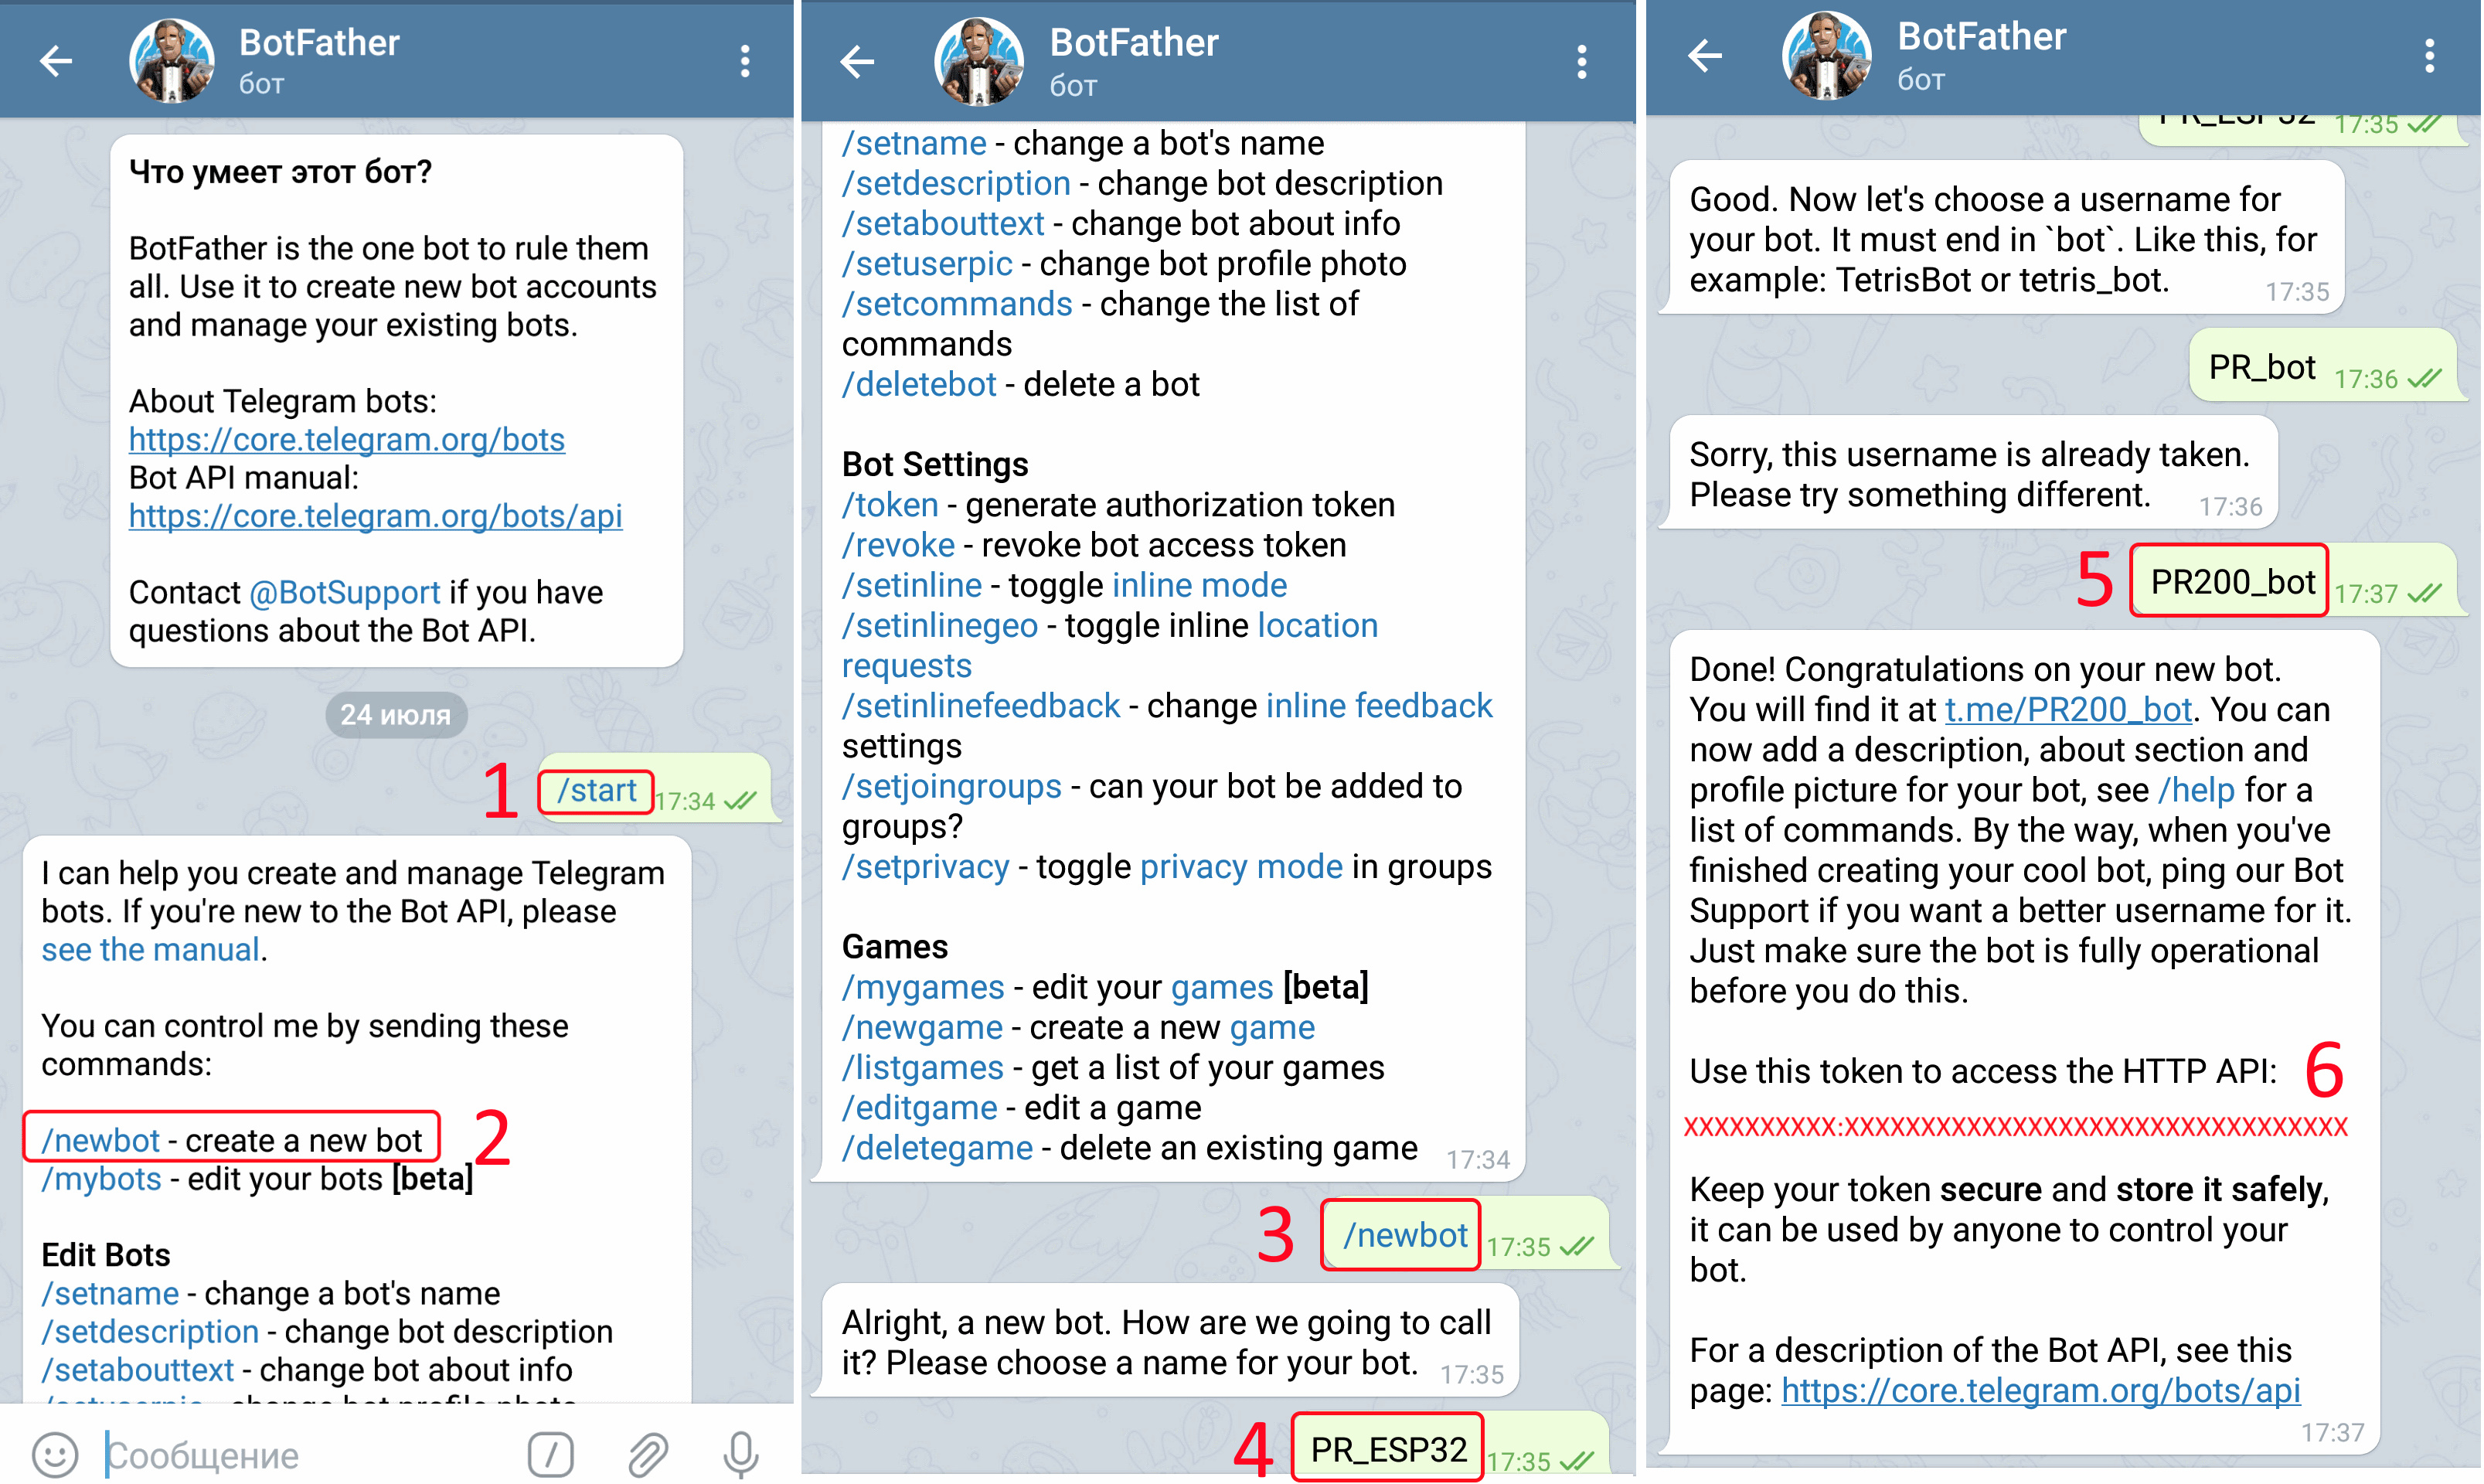 BotFather
бот
Что умеет этот бот?
BotFather is the one bot to rule them
all. Use it to create new bot accounts
and manage your existing bots.
About Telegram bots:
https://core.telegram.org/bots
Bot API manual:
https://core.telegram.org/bots/api
Contact @BotSupport if you have
questions about the Bot API.
24 июля
1 /start 17:34
I can help you create and manage Telegram
bots. If you're new to the Bot API, please
see the manual.
You can control me by sending these
commands:
/newbot - create a new bot 2
/mybots - edit your bots [beta]
Edit Bots
/setname - change a bot's name
/setdescription - change bot description
/setabouttext - change bot about info
/setuserpic - change bot profile photo
Сообщение
BotFather
бот
/setname - change a bot's name
/setdescription - change bot description
/setabouttext - change bot about info
/setuserpic - change bot profile photo
/setcommands - change the list of
commands
/deletebot - delete a bot
Bot Settings
/token - generate authorization token
/revoke - revoke bot access token
/setinline - toggle inline mode
/setinlinegeo - toggle inline location
requests
/setinlinefeedback - change inline feedback
settings
/setjoingroups - can your bot be added to
groups?
/setprivacy - toggle privacy mode in groups
Games
/mygames - edit your games [beta]
/newgame - create a new game
/listgames - get a list of your games
/editgame - edit a game
/deletegame - delete an existing game 17:34
3 /newbot 17:35
Alright, a new bot. How are we going to call
it? Please choose a name for your bot. 17:35
4 PR_ESP32 17:35
BotFather
бот
PR_ESP32 17:35
Good. Now let's choose a username for
your bot. It must end in `bot`. Like this, for
example: TetrisBot or tetris_bot. 17:35
PR_bot 17:36
Sorry, this username is already taken.
Please try something different. 17:36
5 PR200_bot 17:37
Done! Congratulations on your new bot.
You will find it at t.me/PR200_bot. You can
now add a description, about section and
profile picture for your bot, see /help for a
list of commands. By the way, when you've
finished creating your cool bot, ping our Bot
Support if you want a better username for it.
Just make sure the bot is fully operational
before you do this.
Use this token to access the HTTP API: 6
XXXXXXXXXX:XXXXXXXXXXXXXXXXXXXXXXXXXXXXXXXXX
Keep your token secure and store it safely,
it can be used by anyone to control your
bot.
For a description of the Bot API, see this
page: https://core.telegram.org/bots/api
17:37